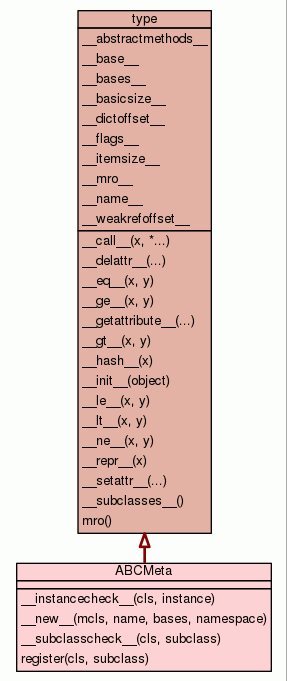 type
__abstractmethods__
__base__
__bases__
__basicsize__
__dictoffset__
__flags__
__itemsize__
__mro__
__name__
__weakrefoffset__
__call__(x, *...)
__delattr__(...)
__eq__(x, y)
__ge__(x, y)
__getattribute__(...)
__gt__(x, y)
__hash__(x)
__init__(object)
__le__(x, y)
__lt__(x, y)
__ne__(x, y)
__repr__(x)
__setattr__(...)
__subclasses__()
mro()
ABCMeta
__instancecheck__(cls, instance)
__new__(mcls, name, bases, namespace)
__subclasscheck__(cls, subclass)
register(cls, subclass)